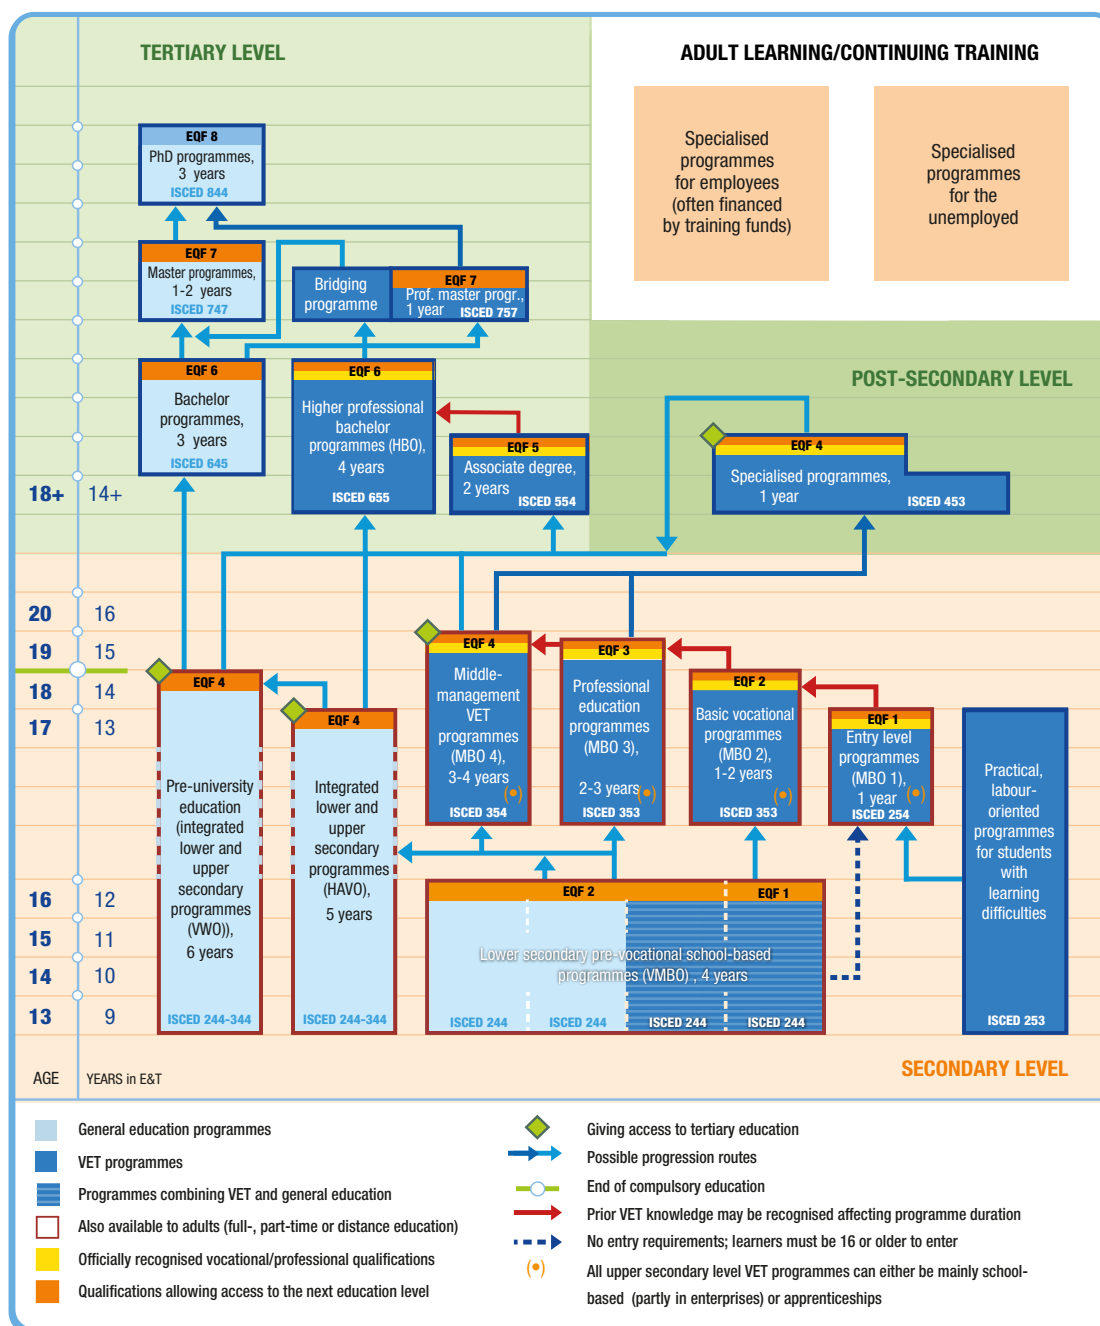 TERTIARY LEVEL
ADULT LEARNING/CONTINUING TRAINING
Specialised
programmes
for employees
(often financed
by training funds)
Specialised
programmes
for the
unemployed
EQF 8
PhD programmes,
3 years
ISCED 844
EQF 7
Master programmes,
1-2 years
ISCED 747
Bridging
programme
EQF 7
Prof. master progr.,
1 year ISCED 757
POST-SECONDARY LEVEL
EQF 6
Bachelor
programmes,
3 years
ISCED 645
EQF 6
Higher professional
bachelor
programmes (HBO),
4 years
ISCED 655
EQF 5
Associate degree,
2 years
ISCED 554
EQF 4
Specialised programmes,
1 year
ISCED 453
18+ 14+
20 16
19 15
18 14
17 13
16 12
15 11
14 10
13 9
AGE YEARS in E&T
EQF 4
Pre-university
education
(integrated
lower and
upper
secondary
programmes
(VWO)),
6 years
ISCED 244-344
EQF 4
Integrated
lower and
upper
secondary
programmes
(HAVO),
5 years
ISCED 244-344
EQF 4
Middle-
management
VET
programmes
(MBO 4),
3-4 years
ISCED 354
EQF 3
Professional
education
programmes
(MBO 3),
2-3 years
ISCED 353
EQF 2
Basic vocational
programmes
(MBO 2),
1-2 years
ISCED 353
EQF 1
Entry level
programmes
(MBO 1),
1 year
ISCED 254
Practical,
labour-
oriented
programmes
for students
with
learning
difficulties
ISCED 253
EQF 2 EQF 1
Lower secondary pre-vocational school-based
programmes (VMBO) , 4 years
ISCED 244 ISCED 244 ISCED 244 ISCED 244
SECONDARY LEVEL
General education programmes
VET programmes
Programmes combining VET and general education
Also available to adults (full-, part-time or distance education)
Officially recognised vocational/professional qualifications
Qualifications allowing access to the next education level
Giving access to tertiary education
Possible progression routes
End of compulsory education
Prior VET knowledge may be recognised affecting programme duration
No entry requirements; learners must be 16 or older to enter
All upper secondary level VET programmes can either be mainly school-
based (partly in enterprises) or apprenticeships